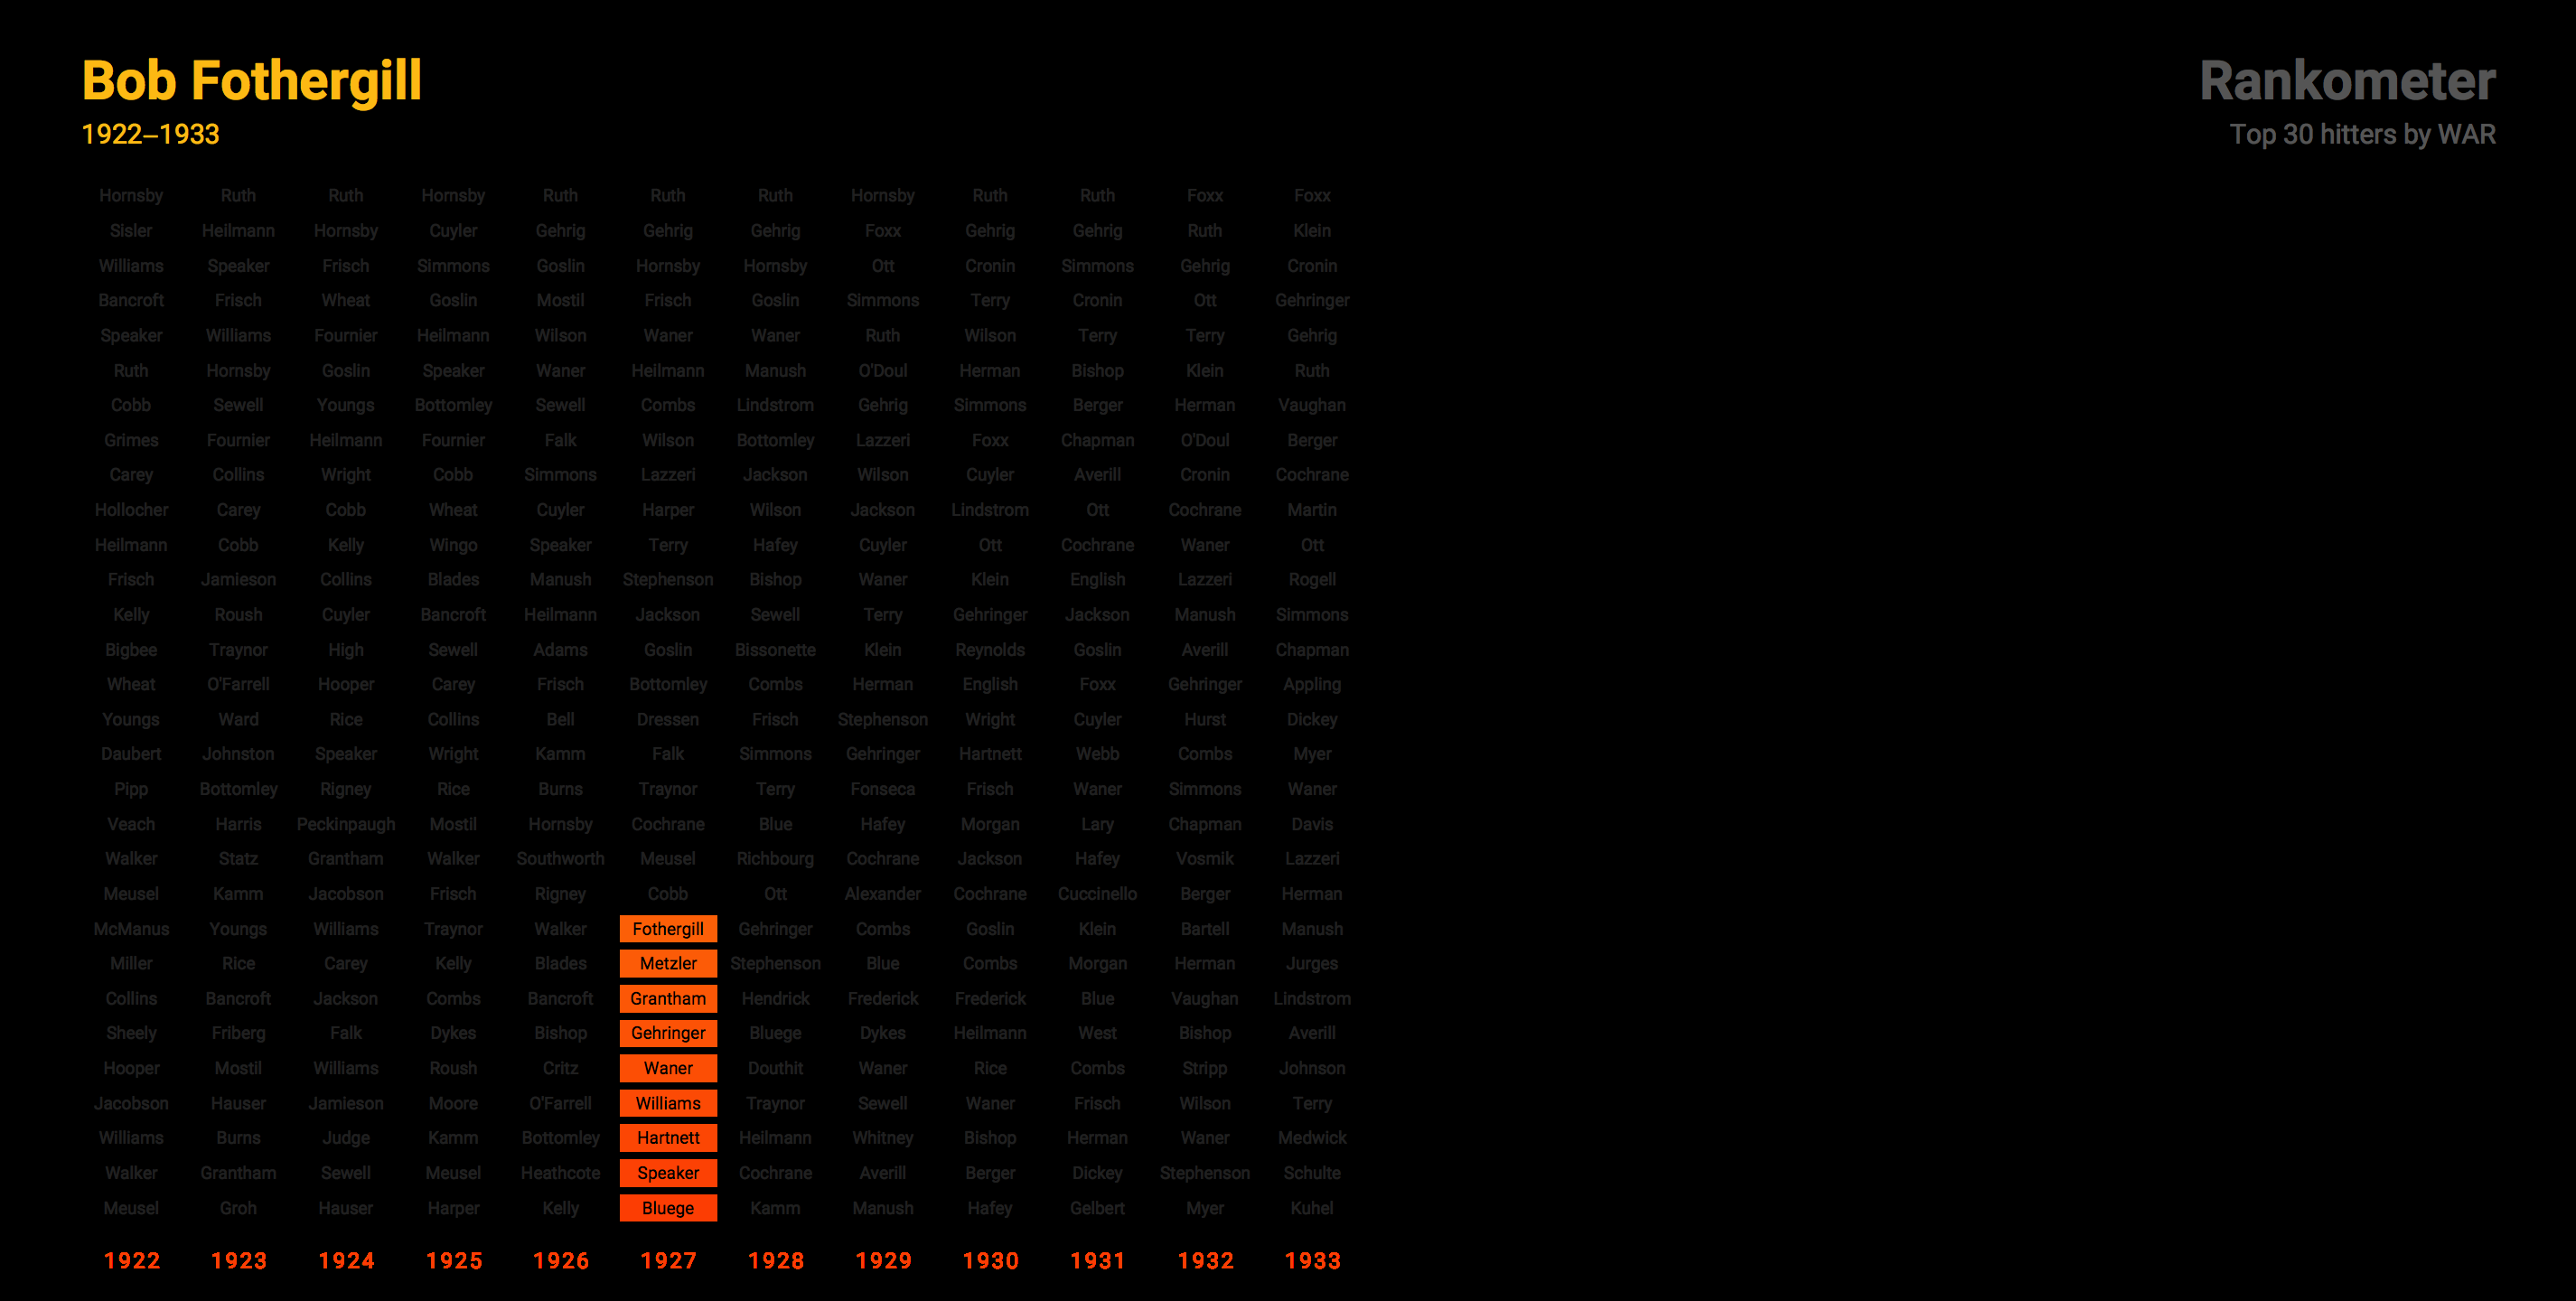 Bob Fothergill Rankometer
1922–1933 Top 30 hitters by WAR
Hornsby Ruth Ruth Hornsby Ruth Ruth Ruth Hornsby Ruth Ruth Foxx Foxx
Sisler Heilmann Hornsby Cuyler Gehrig Gehrig Gehrig Foxx Gehrig Gehrig Ruth Klein
Williams Speaker Frisch Simmons Goslin Hornsby Hornsby Ott Cronin Simmons Gehrig Cronin
Bancroft Frisch Wheat Goslin Mostil Frisch Goslin Simmons Terry Cronin Ott Gehringer
Speaker Williams Fournier Heilmann Wilson Waner Waner Ruth Wilson Terry Terry Gehrig
Ruth Hornsby Goslin Speaker Waner Heilmann Manush O'Doul Herman Bishop Klein Ruth
Cobb Sewell Youngs Bottomley Sewell Combs Lindstrom Gehrig Simmons Berger Herman Vaughan
Grimes Fournier Heilmann Fournier Falk Wilson Bottomley Lazzeri Foxx Chapman O'Doul Berger
Carey Collins Wright Cobb Simmons Lazzeri Jackson Wilson Cuyler Averill Cronin Cochrane
Hollocher Carey Cobb Wheat Cuyler Harper Wilson Jackson Lindstrom Ott Cochrane Martin
Heilmann Cobb Kelly Wingo Speaker Terry Hafey Cuyler Ott Cochrane Waner Ott
Frisch Jamieson Collins Blades Manush Stephenson Bishop Waner Klein English Lazzeri Rogell
Kelly Roush Cuyler Bancroft Heilmann Jackson Sewell Terry Gehringer Jackson Manush Simmons
Bigbee Traynor High Sewell Adams Goslin Bissonette Klein Reynolds Goslin Averill Chapman
Wheat O'Farrell Hooper Carey Frisch Bottomley Combs Herman English Foxx Gehringer Appling
Youngs Ward Rice Collins Bell Dressen Frisch Stephenson Wright Cuyler Hurst Dickey
Daubert Johnston Speaker Wright Kamm Falk Simmons Gehringer Hartnett Webb Combs Myer
Pipp Bottomley Rigney Rice Burns Traynor Terry Fonseca Frisch Waner Simmons Waner
Veach Harris Peckinpaugh Mostil Hornsby Cochrane Blue Hafey Morgan Lary Chapman Davis
Walker Statz Grantham Walker Southworth Meusel Richbourg Cochrane Jackson Hafey Vosmik Lazzeri
Meusel Kamm Jacobson Frisch Rigney Cobb Ott Alexander Cochrane Cuccinello Berger Herman
McManus Youngs Williams Traynor Walker Fothergill Gehringer Combs Goslin Klein Bartell Manush
Miller Rice Carey Kelly Blades Metzler Stephenson Blue Combs Morgan Herman Jurges
Collins Bancroft Jackson Combs Bancroft Grantham Hendrick Frederick Frederick Blue Vaughan Lindstrom
Sheely Friberg Falk Dykes Bishop Gehringer Bluege Dykes Heilmann West Bishop Averill
Hooper Mostil Williams Roush Critz Waner Douthit Waner Rice Combs Stripp Johnson
Jacobson Hauser Jamieson Moore O'Farrell Williams Traynor Sewell Waner Frisch Wilson Terry
Williams Burns Judge Kamm Bottomley Hartnett Heilmann Whitney Bishop Herman Waner Medwick
Walker Grantham Sewell Meusel Heathcote Speaker Cochrane Averill Berger Dickey Stephenson Schulte
Meusel Groh Hauser Harper Kelly Bluege Kamm Manush Hafey Gelbert Myer Kuhel
1922 1923 1924 1925 1926 1927 1928 1929 1930 1931 1932 1933